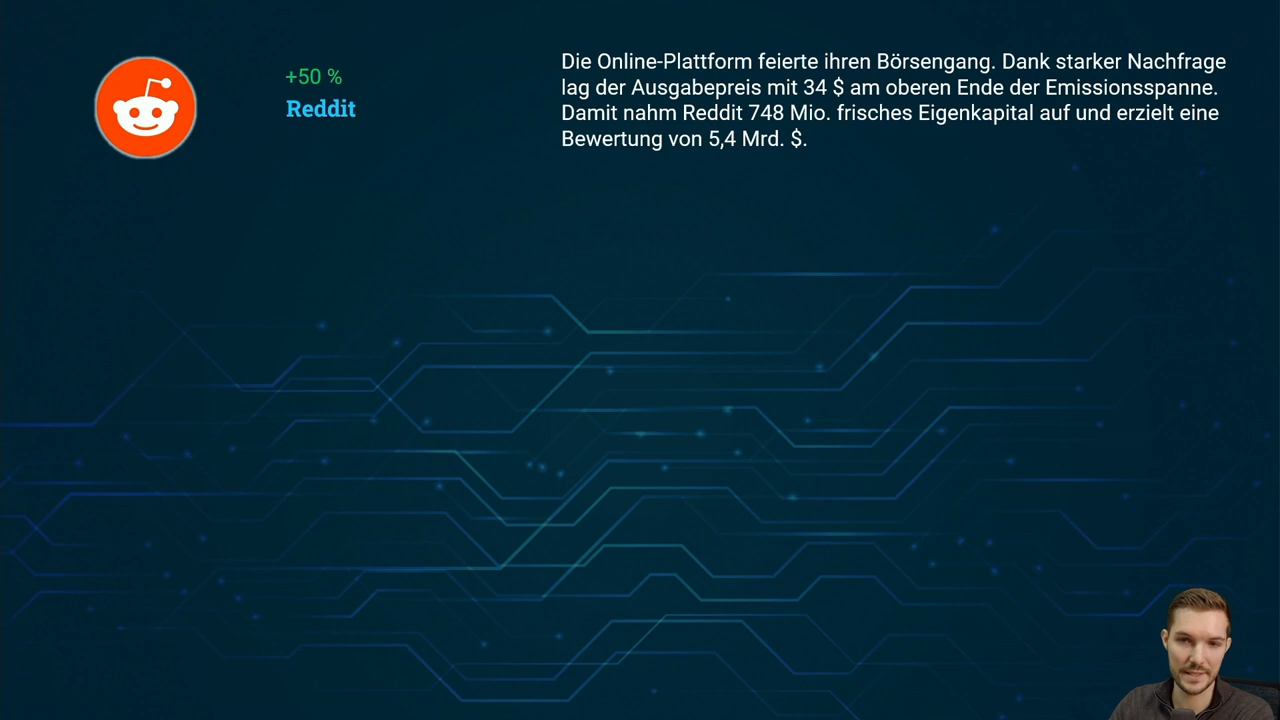 +50 %
Reddit
Die Online-Plattform feierte ihren Börsengang. Dank starker Nachfrage
lag der Ausgabepreis mit 34 $ am oberen Ende der Emissionsspanne.
Damit nahm Reddit 748 Mio. frisches Eigenkapital auf und erzielt eine
Bewertung von 5,4 Mrd. $.